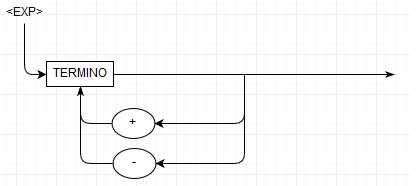 <EXP>
TERMINO
+
-